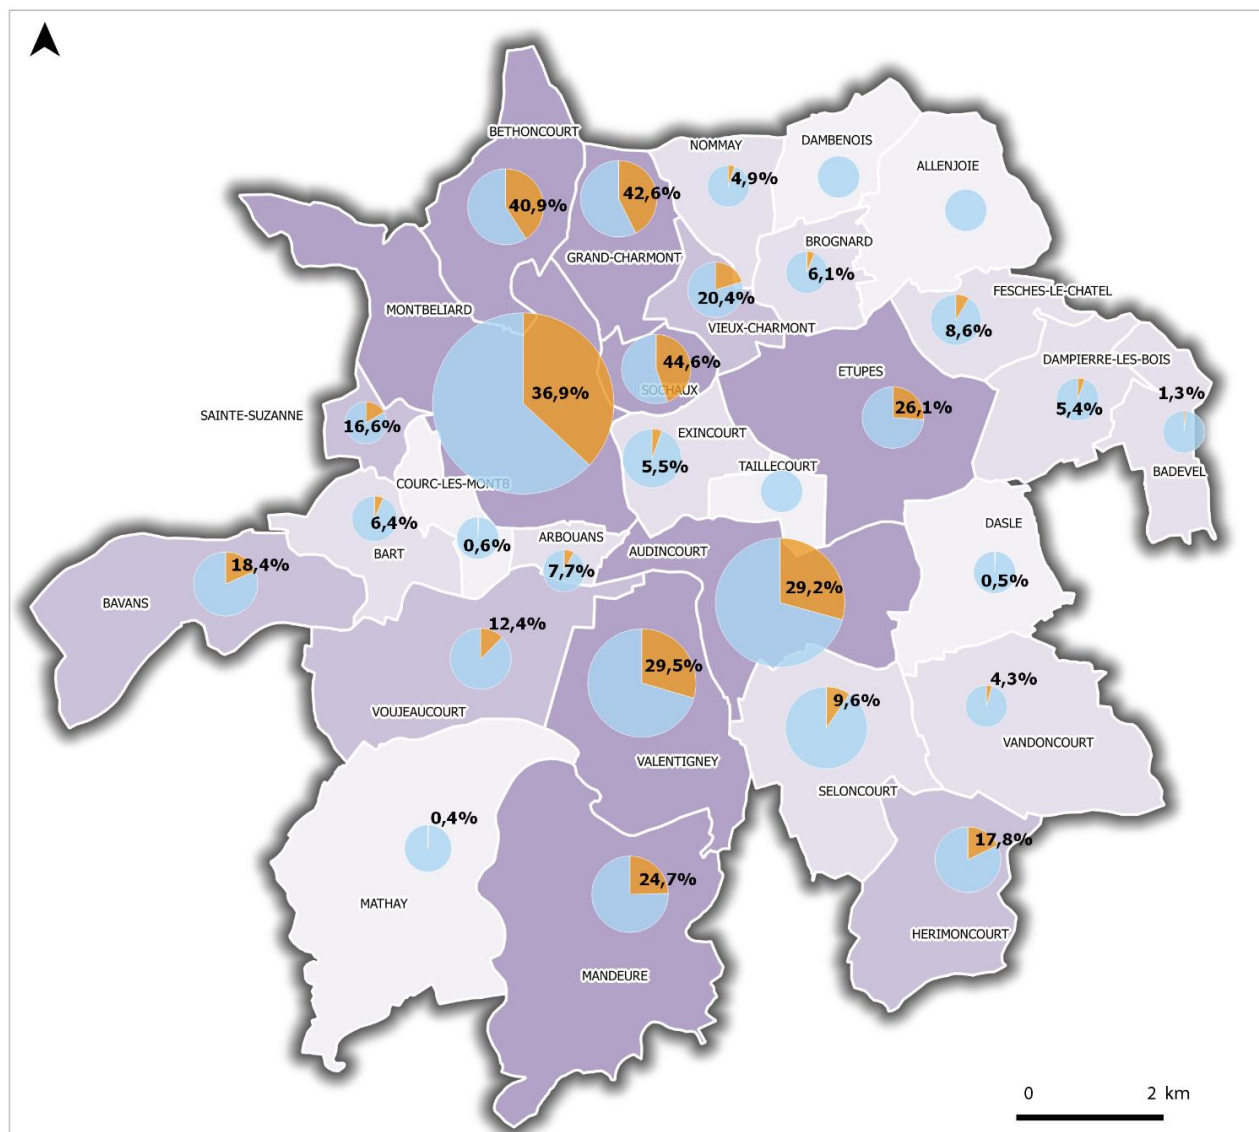 BETHONCOURT
40,9%
42,6%
GRAND-CHARMONT
NOMMAY
4,9%
DAMBENOIS
ALLENJOIE
BROGNARD
6,1%
20,4%
VIEUX-CHARMONT
FESCHES-LE-CHATEL
8,6%
MONTBELIARD
36,9%
44,6%
SOCHAUX
ETUPES
26,1%
DAMPIERRE-LES-BOIS
5,4%
1,3%
BADEVEL
SAINTE-SUZANNE
16,6%
EXINCOURT
5,5%
TAILLECOURT
COURC-LES-MONTB
0,6%
6,4%
BART
ARBOUANS
7,7%
AUDINCOURT
29,2%
DASLE
0,5%
18,4%
BAVANS
12,4%
VOUJEAUCOURT
29,5%
VALENTIGNEY
9,6%
SELONCOURT
4,3%
VANDONCOURT
0,4%
MATHAY
24,7%
MANDEURE
17,8%
HERIMONCOURT
0 2 km